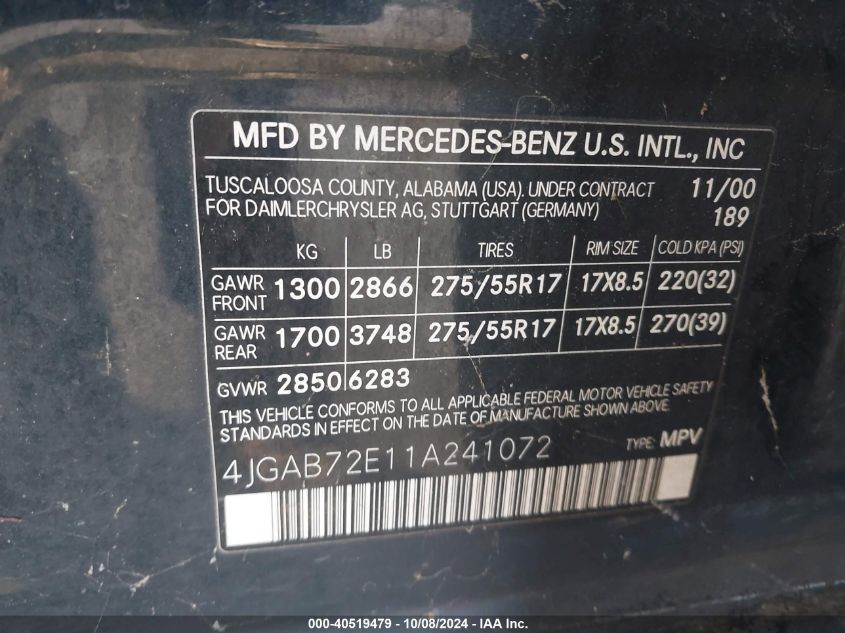 MFD BY MERCEDES-BENZ U.S. INTL., INC
TUSCALOOSA COUNTY, ALABAMA (USA). UNDER CONTRACT 11/00
FOR DAIMLERCHRYSLER AG, STUTTGART (GERMANY) 189
KG LB TIRES RIM SIZE COLD KPA (PSI)
GAWR FRONT 1300 2866 275/55R17 17X8.5 220(32)
GAWR REAR 1700 3748 275/55R17 17X8.5 270(39)
GVWR 2850 6283
THIS VEHICLE CONFORMS TO ALL APPLICABLE FEDERAL MOTOR VEHICLE SAFETY
STANDARDS IN EFFECT ON THE DATE OF MANUFACTURE SHOWN ABOVE.
4JGAB72E11A241072 TYPE: MPV
000-40519479 - 10/08/2024 - IAA Inc.